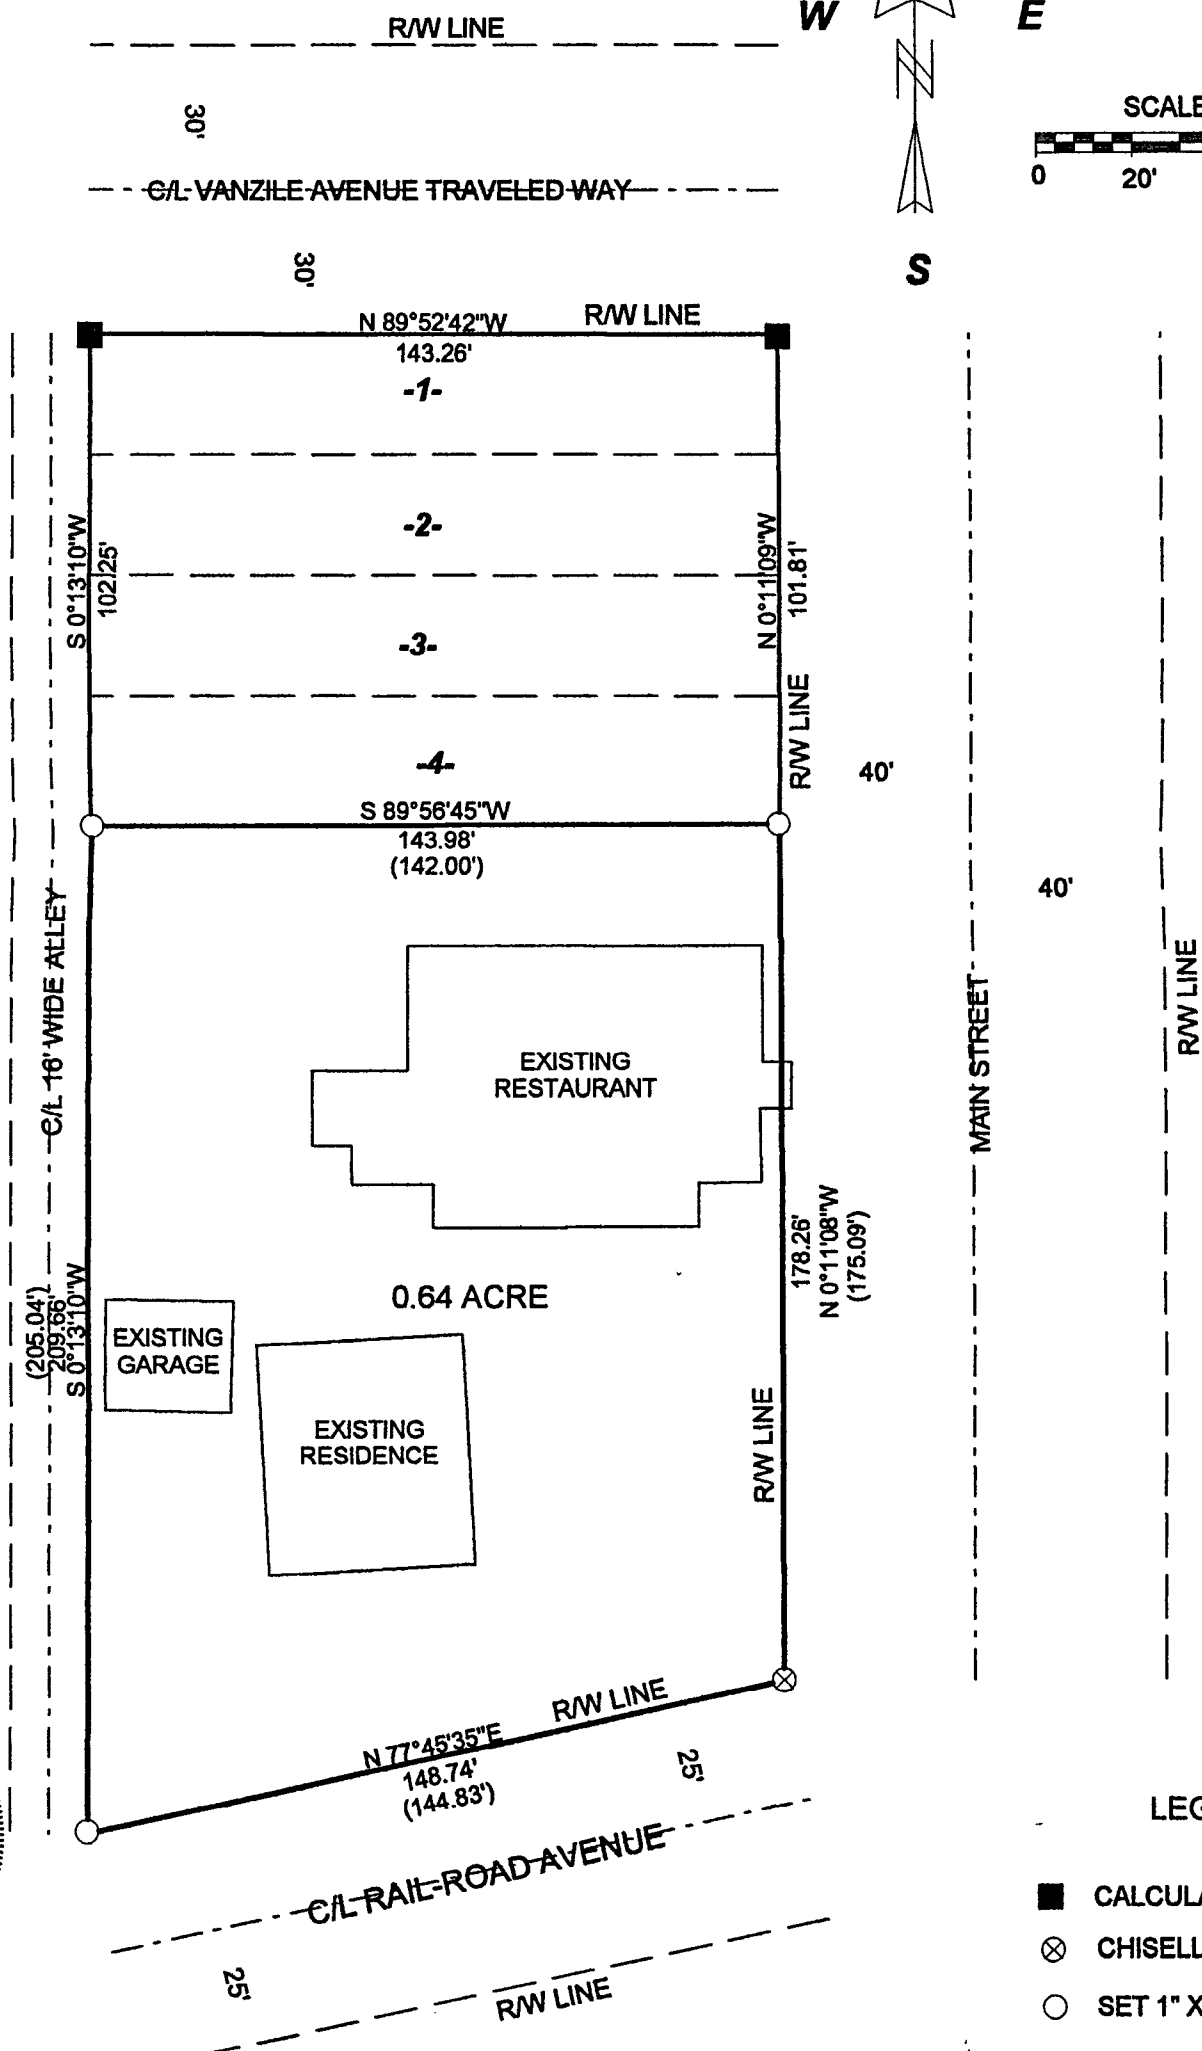 R/W LINE
W
E
30'
SCALE
0
20'
C/L VANZILE AVENUE TRAVELED WAY
30'
S
N 89°52'42"W
R/W LINE
143.26'
-1-
-2-
S 0°13'10"W
102.25'
N 0°11'09"W
101.81'
-3-
R/W LINE
-4-
40'
S 89°56'45"W
143.98'
(142.00')
40'
C/L 16' WIDE ALLEY
EXISTING
RESTAURANT
MAIN STREET
R/W LINE
178.26'
N 0°11'08"W
(175.09')
0.64 ACRE
(205.04')
209.66'
S 0°13'10"W
EXISTING
GARAGE
EXISTING
RESIDENCE
R/W LINE
R/W LINE
N 77°45'35"E
148.74'
(144.83')
25'
C/L RAIL-ROAD AVENUE
25'
R/W LINE
LEG
CALCULA
CHISELL
SET 1" X